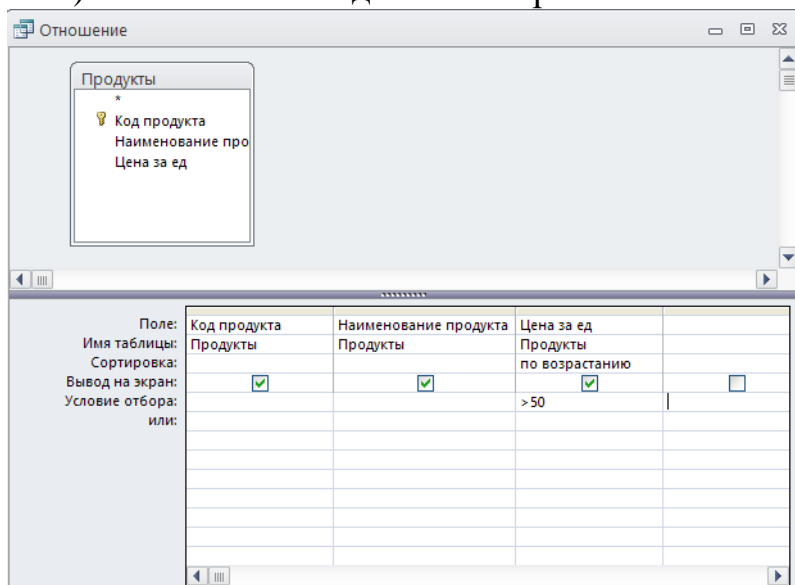 Отношение
Продукты
*
Код продукта
Наименование про
Цена за ед
Поле: Код продукта Наименование продукта Цена за ед
Имя таблицы: Продукты Продукты Продукты
Сортировка: по возрастанию
Вывод на экран:
Условие отбора: >50
или: